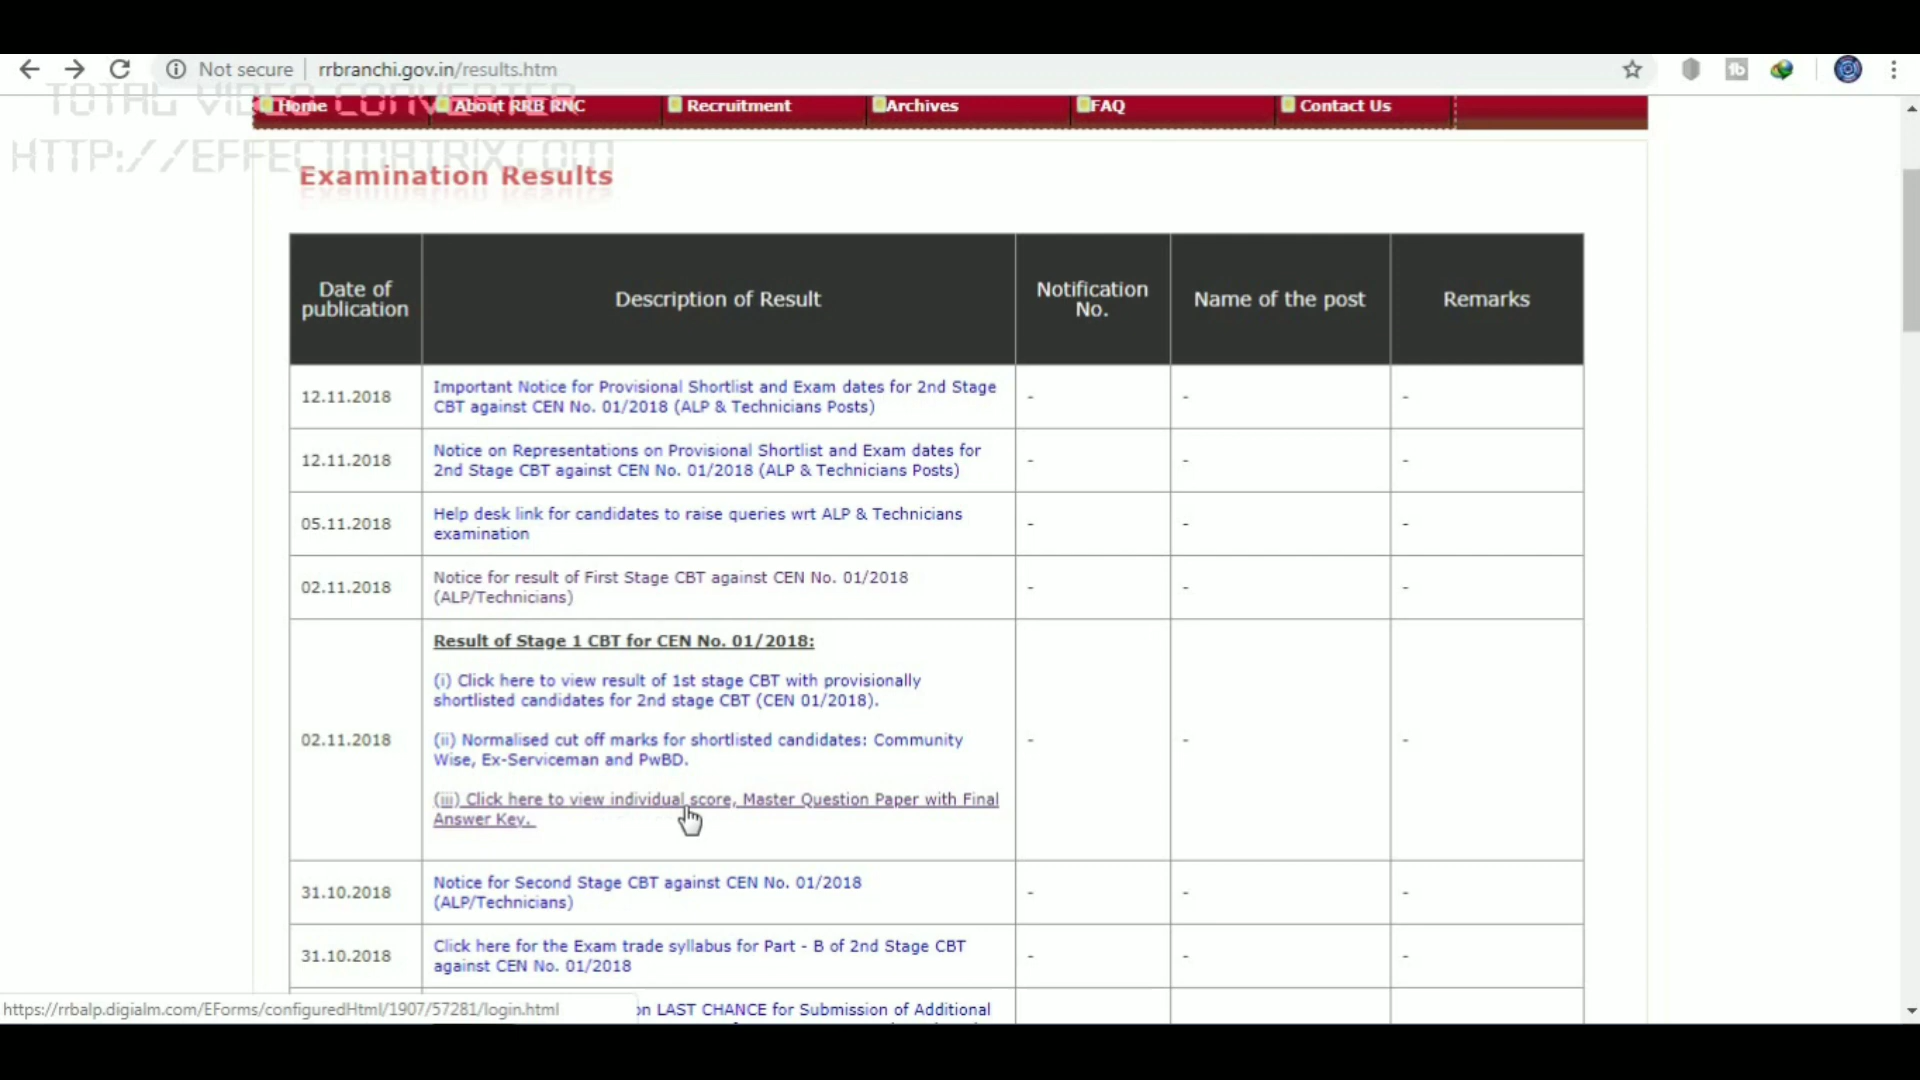 Not secure | rrbranchi.gov.in/results.htm
TOTAL VIDEO CONVERTER
HTTP://EFFECTMATRIX.COM
Home About RRB RNC Recruitment Archives FAQ Contact Us
Examination Results
Date of publication Description of Result Notification No. Name of the post Remarks
12.11.2018
Important Notice for Provisional Shortlist and Exam dates for 2nd Stage
CBT against CEN No. 01/2018 (ALP & Technicians Posts)
- - -
12.11.2018
Notice on Representations on Provisional Shortlist and Exam dates for
2nd Stage CBT against CEN No. 01/2018 (ALP & Technicians Posts)
- - -
05.11.2018
Help desk link for candidates to raise queries wrt ALP & Technicians
examination
- - -
02.11.2018
Notice for result of First Stage CBT against CEN No. 01/2018
(ALP/Technicians)
- - -
02.11.2018
Result of Stage 1 CBT for CEN No. 01/2018:
(i) Click here to view result of 1st stage CBT with provisionally
shortlisted candidates for 2nd stage CBT (CEN 01/2018).
(ii) Normalised cut off marks for shortlisted candidates: Community
Wise, Ex-Serviceman and PwBD.
(iii) Click here to view individual score, Master Question Paper with Final
Answer Key.
- - -
31.10.2018
Notice for Second Stage CBT against CEN No. 01/2018
(ALP/Technicians)
- - -
31.10.2018
Click here for the Exam trade syllabus for Part - B of 2nd Stage CBT
against CEN No. 01/2018
- - -
on LAST CHANCE for Submission of Additional
https://rrbalp.digialm.com/EForms/configuredHtml/1907/57281/login.html